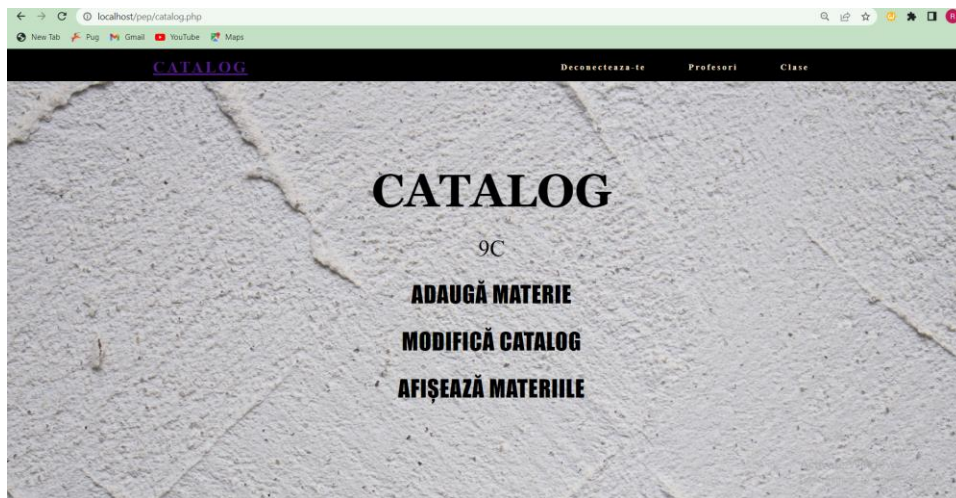 localhost/pep/catalog.php
New Tab Pug Gmail YouTube Maps
CATALOG Deconecteaza-te Profesori Clase
CATALOG
9C
ADAUGĂ MATERIE
MODIFICĂ CATALOG
AFIȘEAZĂ MATERIILE